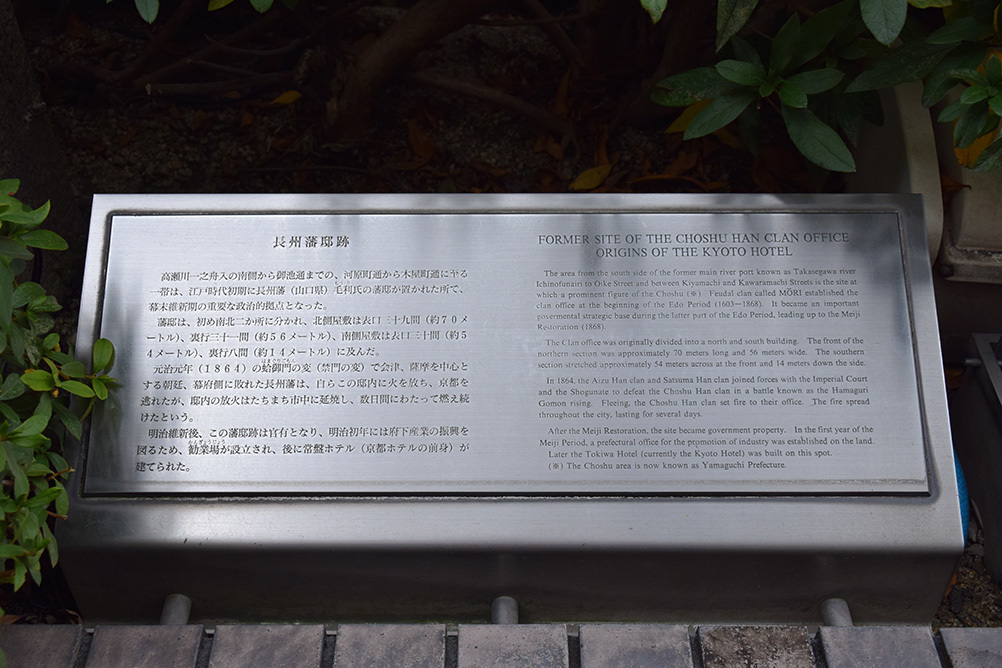 長州藩邸跡
高瀬川一之舟入の南側から御池通までの、河原町通から木屋町通に至る
一帯は、江戸時代初期に長州藩(山口県)毛利氏の藩邸が置かれた所で、
幕末維新期の重要な政治的拠点となった。
藩邸は、初め南北二か所に分かれ、北側屋敷は表口三十九間(約70メ
ートル)、裏行三十一間(約56メートル)、南側屋敷は表口三十間(約5
4メートル)、裏行八間(約14メートル)に及んだ。
元治元年(1864)の蛤御門の変(禁門の変)で会津、薩摩を中心と
する朝廷、幕府側に敗れた長州藩は、自らこの邸内に火を放ち、京都を
逃れたが、邸内の放火はたちまち市中に延焼し、数日間にわたって燃え続
けたという。
明治維新後、この藩邸跡は官有となり、明治初年には府下産業の振興を
図るため、勧業場が設立され、後に常盤ホテル(京都ホテルの前身)が
建てられた。
FORMER SITE OF THE CHOSHU HAN CLAN OFFICE
ORIGINS OF THE KYOTO HOTEL
The area from the south side of the former main river port known as Takasegawa river
Ichinofunairi to Oike Street and between Kiyamachi and Kawaramachi Streets is the site at
which a prominent figure of the Choshu (※) Feudal clan called MŌRI established the
clan office at the beginning of the Edo Period (1603—1868). It became an important
governmental strategic base during the latter part of the Edo Period, leading up to the Meiji
Restoration (1868).
The Clan office was originally divided into a north and south building. The front of the
northern section was approximately 70 meters long and 56 meters wide. The southern
section stretched approximately 54 meters across at the front and 14 meters down the side.
In 1864, the Aizu Han clan and Satsuma Han clan joined forces with the Imperial Court
and the Shogunate to defeat the Choshu Han clan in a battle known as the Hamaguri
Gomon rising. Fleeing, the Choshu Han clan set fire to their office. The fire spread
throughout the city, lasting for several days.
After the Meiji Restoration, the site became government property. In the first year of the
Meiji Period, a prefectural office for the promotion of industry was established on the land.
Later the Tokiwa Hotel (currently the Kyoto Hotel) was built on this spot.
(※) The Choshu area is now known as Yamaguchi Prefecture.